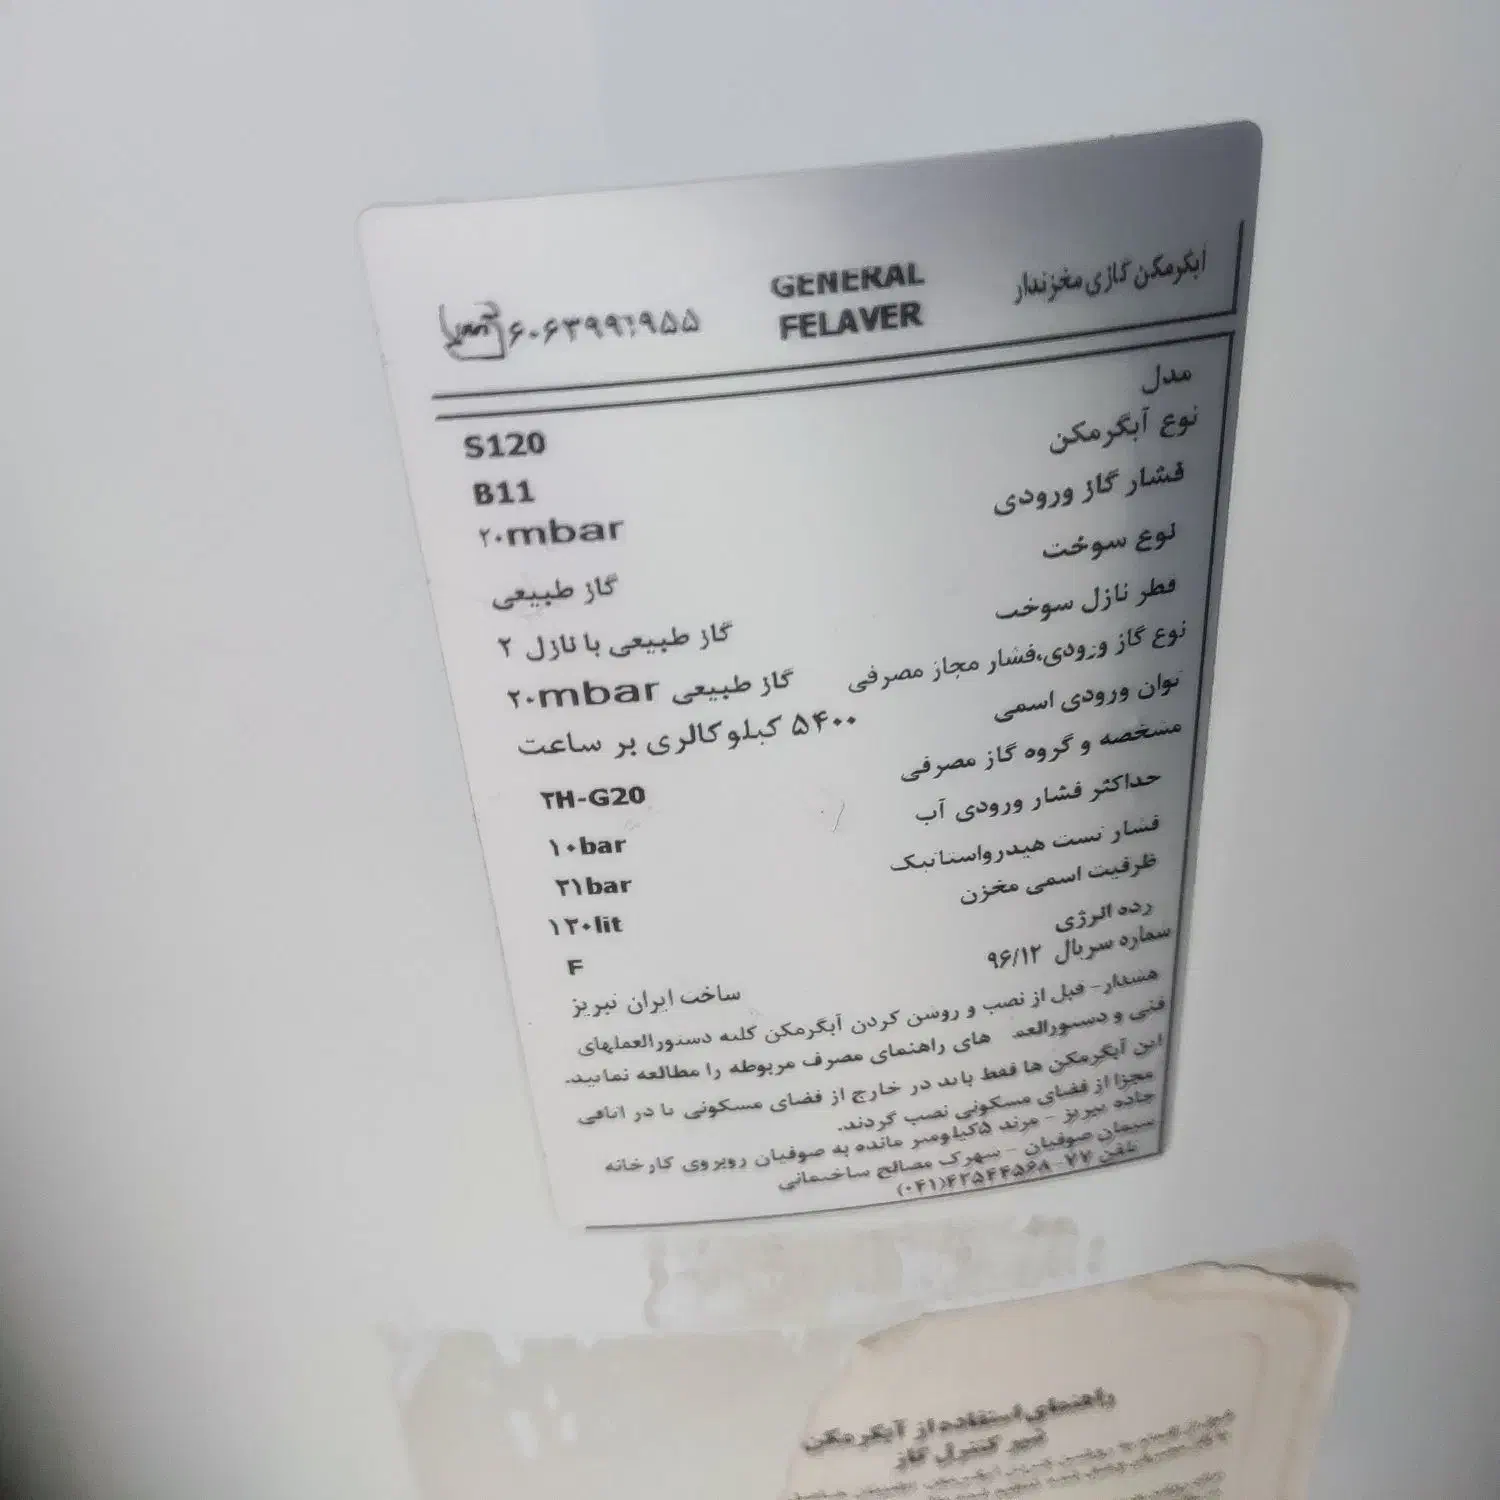 آبگرمکن گازی مخزندار
GENERAL
FELAVER
۶۰۶۳۹۹۱۹۵۵
مدل S120
نوع آبگرمکن B11
فشار گاز ورودی ۲۰mbar
نوع سوخت گاز طبیعی
قطر نازل سوخت گاز طبیعی با نازل ۲
نوع گاز ورودی،فشار مجاز مصرفی گاز طبیعی ۲۰mbar
توان ورودی اسمی ۵۴۰۰ کیلوکالری بر ساعت
مشخصه و گروه گاز مصرفی ۲H-G20
حداکثر فشار ورودی آب ۱۰bar
فشار تست هیدرواستاتیک ۲۱bar
ظرفیت اسمی مخزن ۱۲۰lit
رده انرژی F
شماره سریال ۹۶/۱۲
ساخت ایران تبریز
هشدار- قبل از نصب و روشن کردن آبگرمکن کلیه دستورالعملهای
فنی و دستورالعمـ های راهنمای مصرف مربوطه را مطالعه نمایید.
این آبگرمکن ها فقط باید در خارج از فضای مسکونی یا در اتاقی
مجزا از فضای مسکونی نصب گردند.
جاده تبریز - مرند ۵کیلومتر مانده به صوفیان روبروی کارخانه
سیمان صوفیان - شهرک مصالح ساختمانی
تلفن ۷۷- ۴۲۵۴۴۵۶۸(۰۴۱)
راهنمای استفاده از آبگرمکن
شیر کنترل گاز